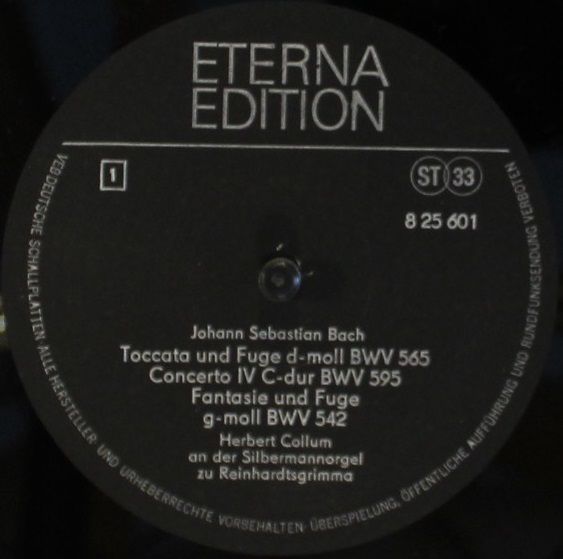 ETERNA
EDITION
1
ST 33
8 25 601
Johann Sebastian Bach
Toccata und Fuge d-moll BWV 565
Concerto IV C-dur BWV 595
Fantasie und Fuge
g-moll BWV 542
Herbert Collum
an der Silbermannorgel
zu Reinhardtsgrimma
VEB DEUTSCHE SCHALLPLATTEN ALLE HERSTELLER- UND URHEBERRECHTE VORBEHALTEN· ÜBERSPIELUNG, ÖFFENTLICHE AUFFÜHRUNG UND RUNDFUNKSENDUNG VERBOTEN